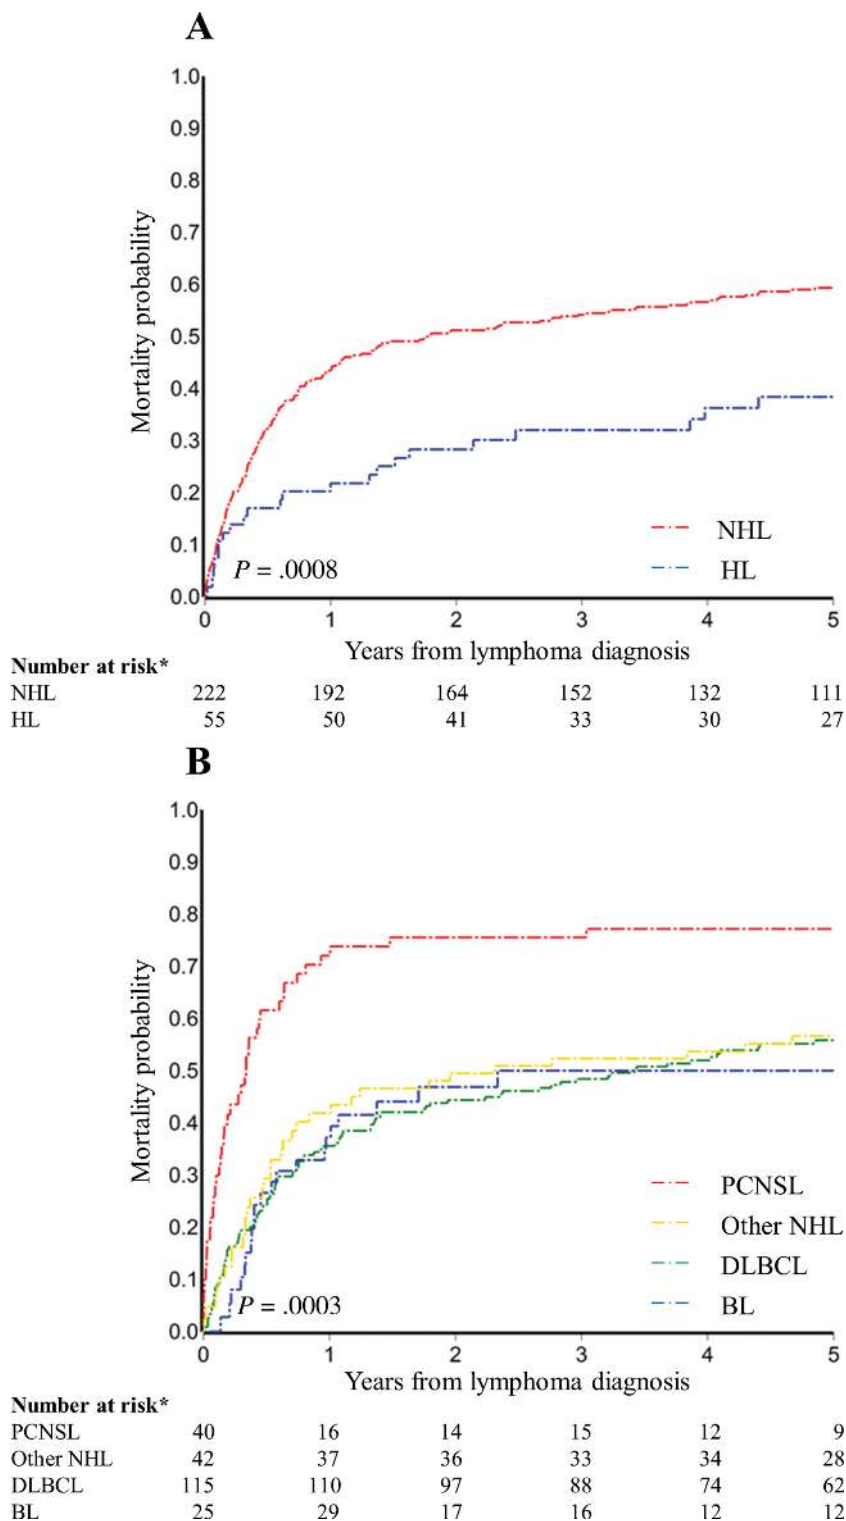 A
1.0
0.9
0.8
0.7
0.6
0.5
0.4
0.3
0.2
0.1
0.0
Mortality probability
NHL
HL
P = .0008
0 1 2 3 4 5
Years from lymphoma diagnosis
Number at risk*
NHL 222 192 164 152 132 111
HL 55 50 41 33 30 27
B
1.0
0.9
0.8
0.7
0.6
0.5
0.4
0.3
0.2
0.1
0.0
Mortality probability
PCNSL
Other NHL
DLBCL
BL
P = .0003
0 1 2 3 4 5
Years from lymphoma diagnosis
Number at risk*
PCNSL 40 16 14 15 12 9
Other NHL 42 37 36 33 34 28
DLBCL 115 110 97 88 74 62
BL 25 29 17 16 12 12